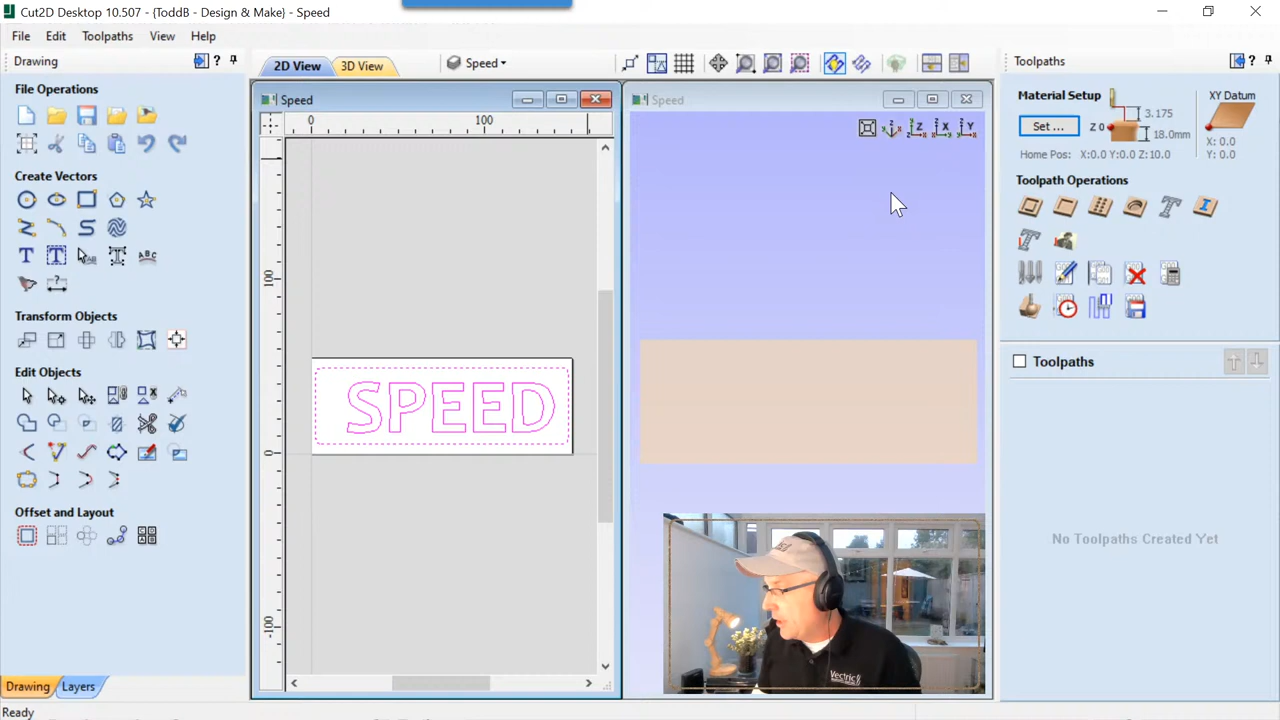 Cut2D Desktop 10.507 - {ToddB - Design & Make} - Speed
File Edit Toolpaths View Help
Drawing
File Operations
Create Vectors
Transform Objects
Edit Objects
Offset and Layout
Drawing Layers
Ready
2D View 3D View
Speed
Speed
0 100
100
0
-100
SPEED
Speed
Z X Y
Vectric
Toolpaths
Material Setup
Set ...
Z 0
3.175
18.0mm
XY Datum
X: 0.0
Y: 0.0
Home Pos: X:0.0 Y:0.0 Z:10.0
Toolpath Operations
Toolpaths
No Toolpaths Created Yet